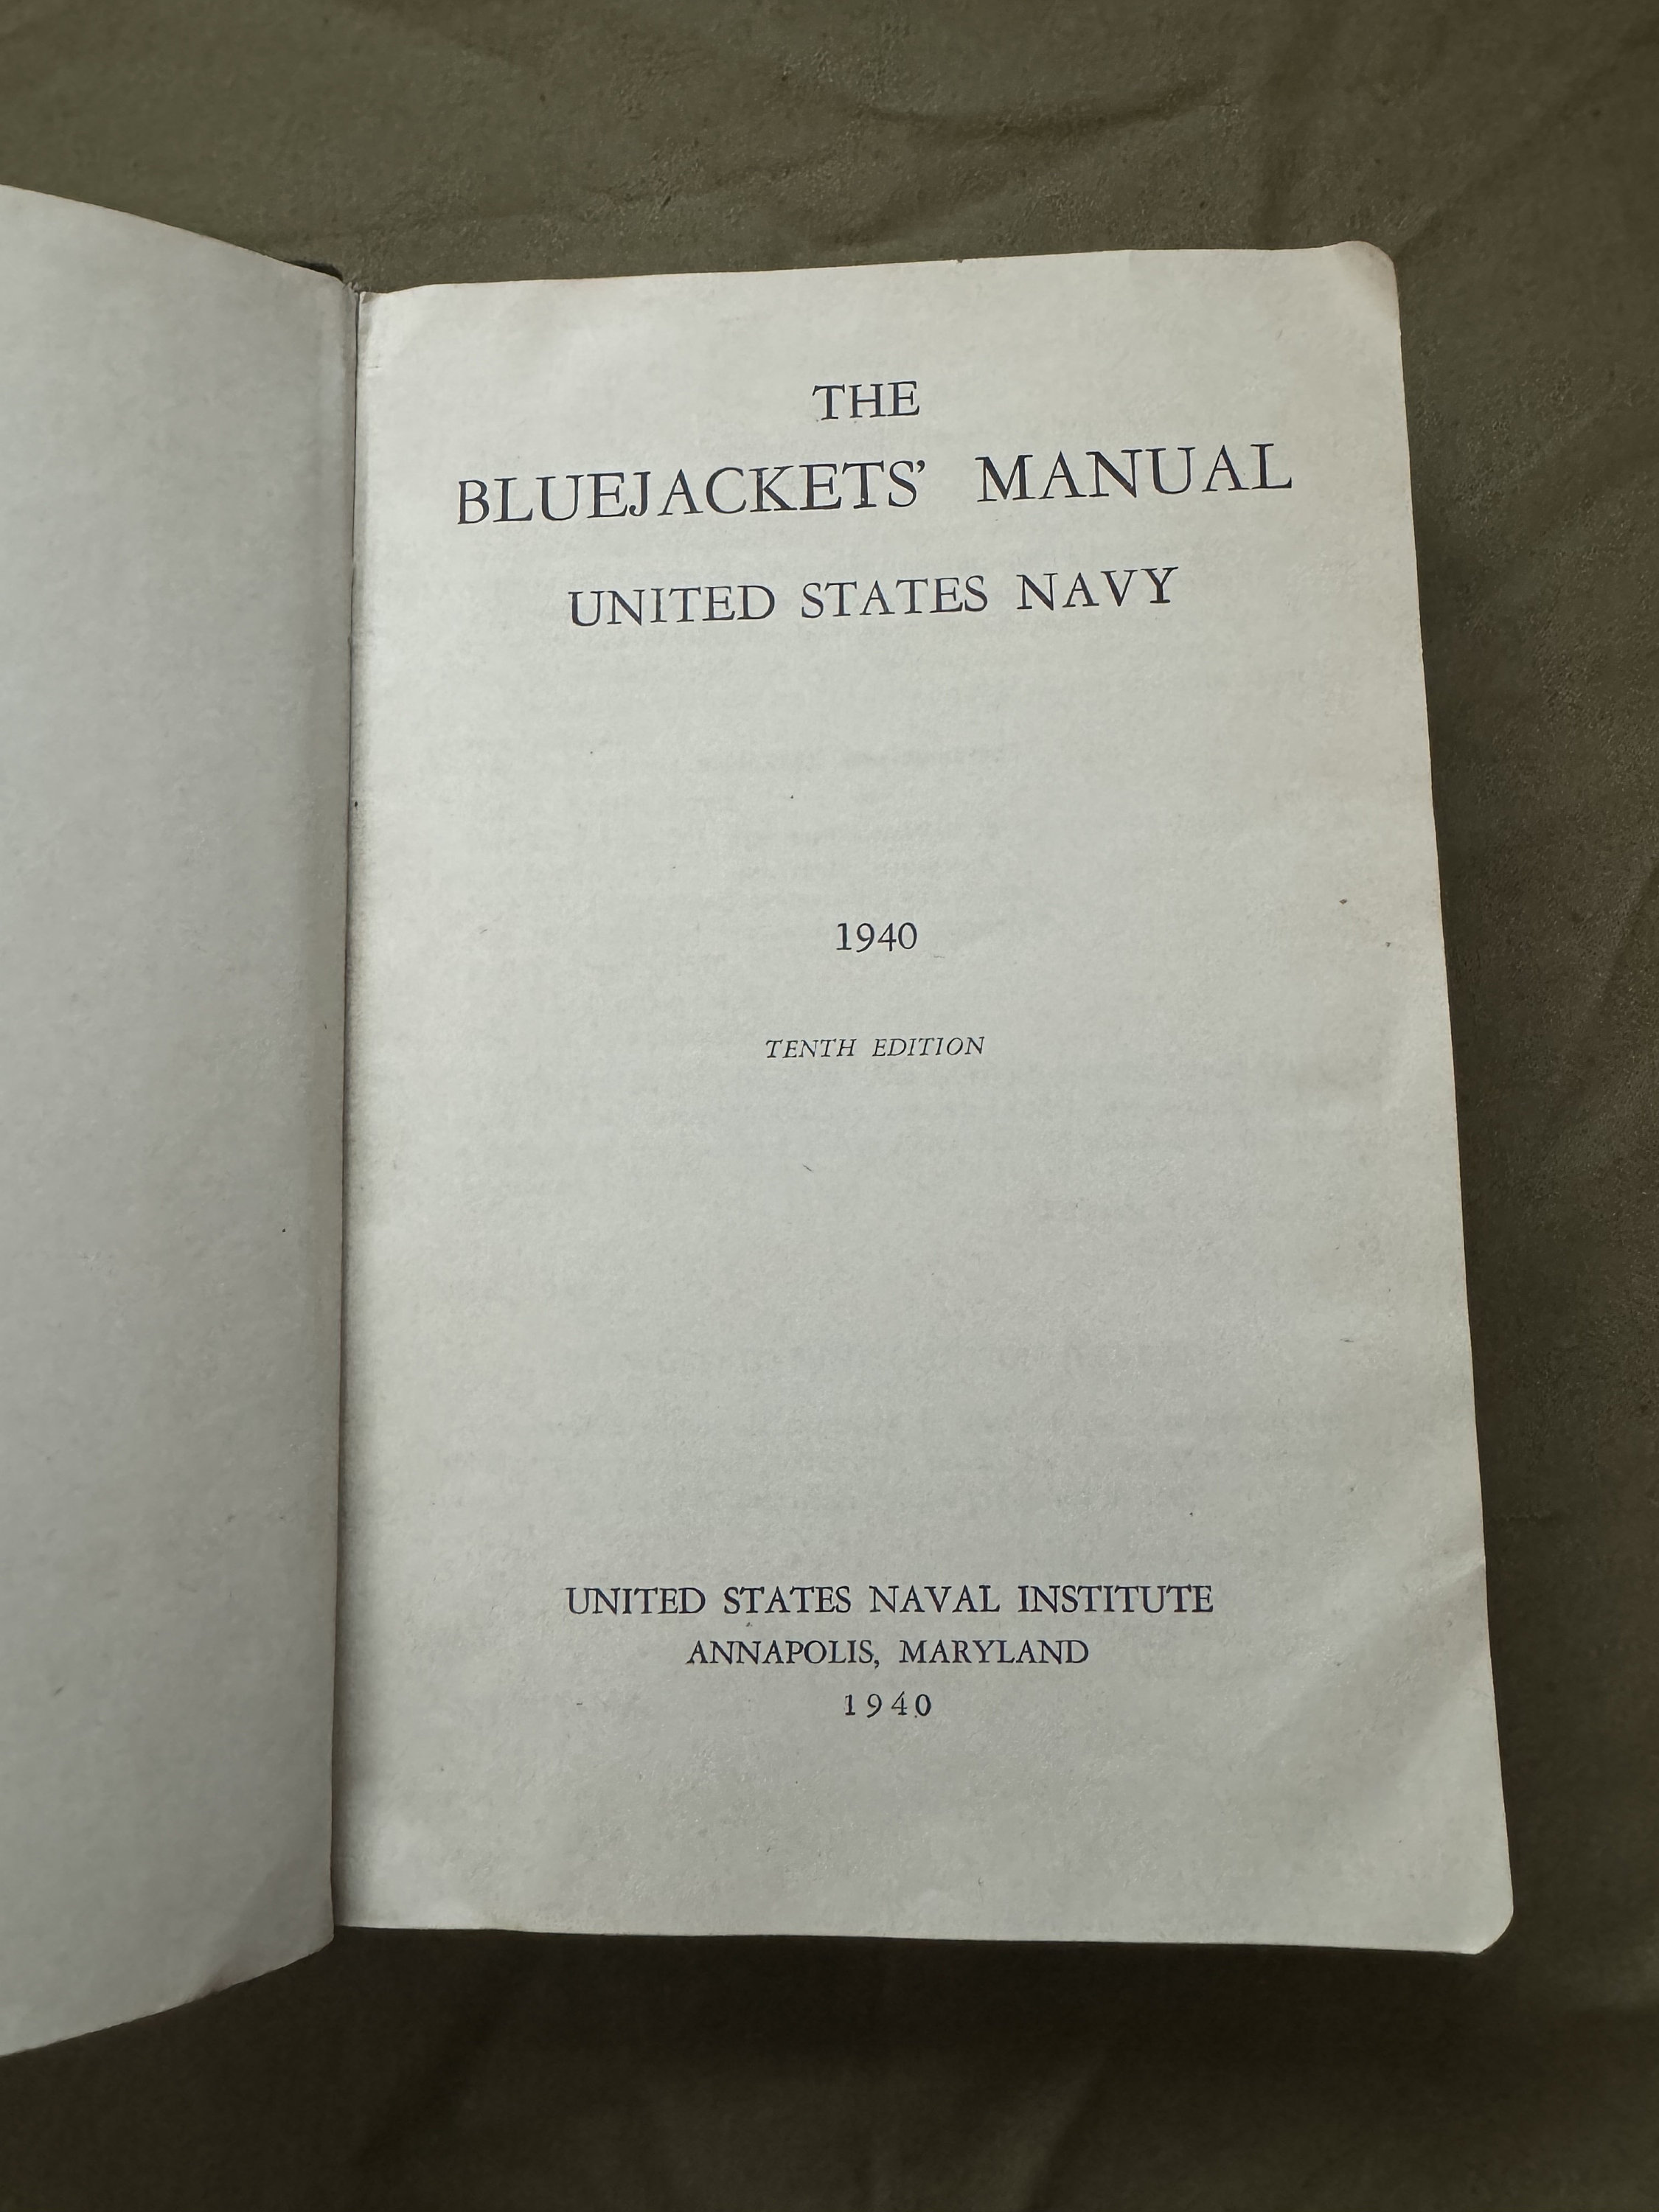 THE
BLUEJACKETS' MANUAL
UNITED STATES NAVY
1940
TENTH EDITION
UNITED STATES NAVAL INSTITUTE
ANNAPOLIS, MARYLAND
1940